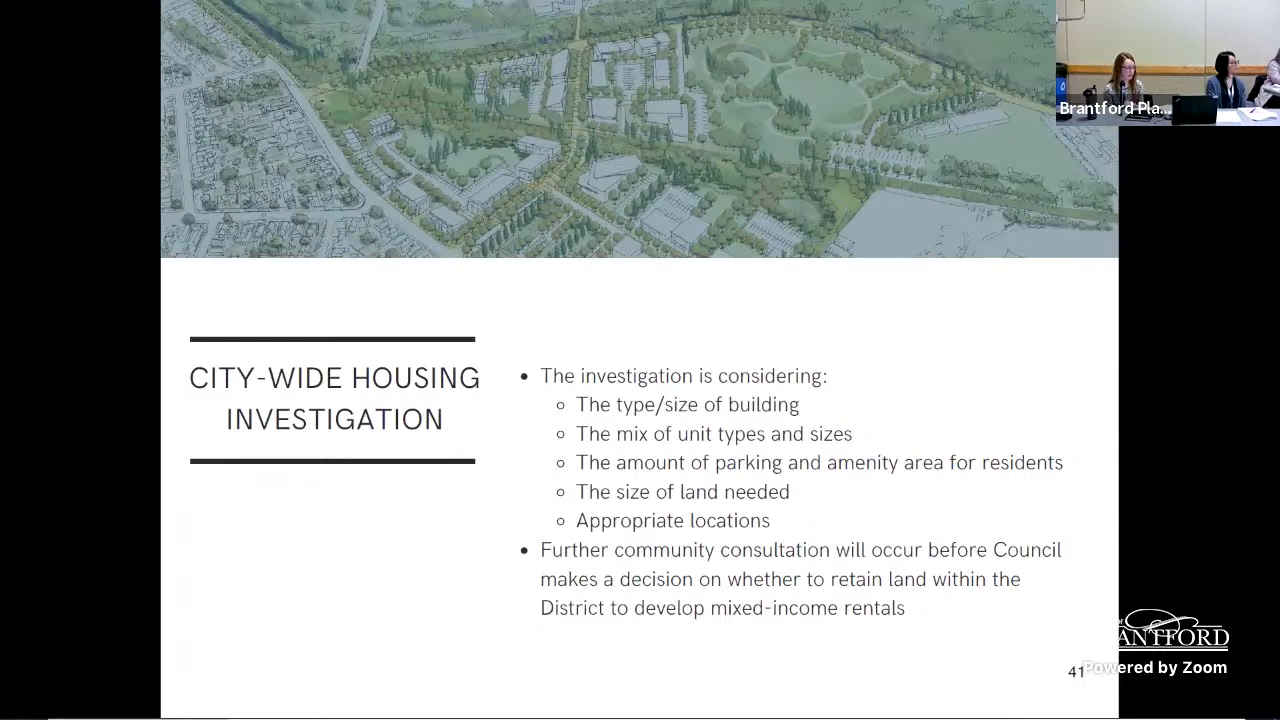 Brantford Pla...
CITY-WIDE HOUSING
INVESTIGATION
• The investigation is considering:
○ The type/size of building
○ The mix of unit types and sizes
○ The amount of parking and amenity area for residents
○ The size of land needed
○ Appropriate locations
• Further community consultation will occur before Council
makes a decision on whether to retain land within the
District to develop mixed-income rentals
ANTFORD
41
Powered by Zoom